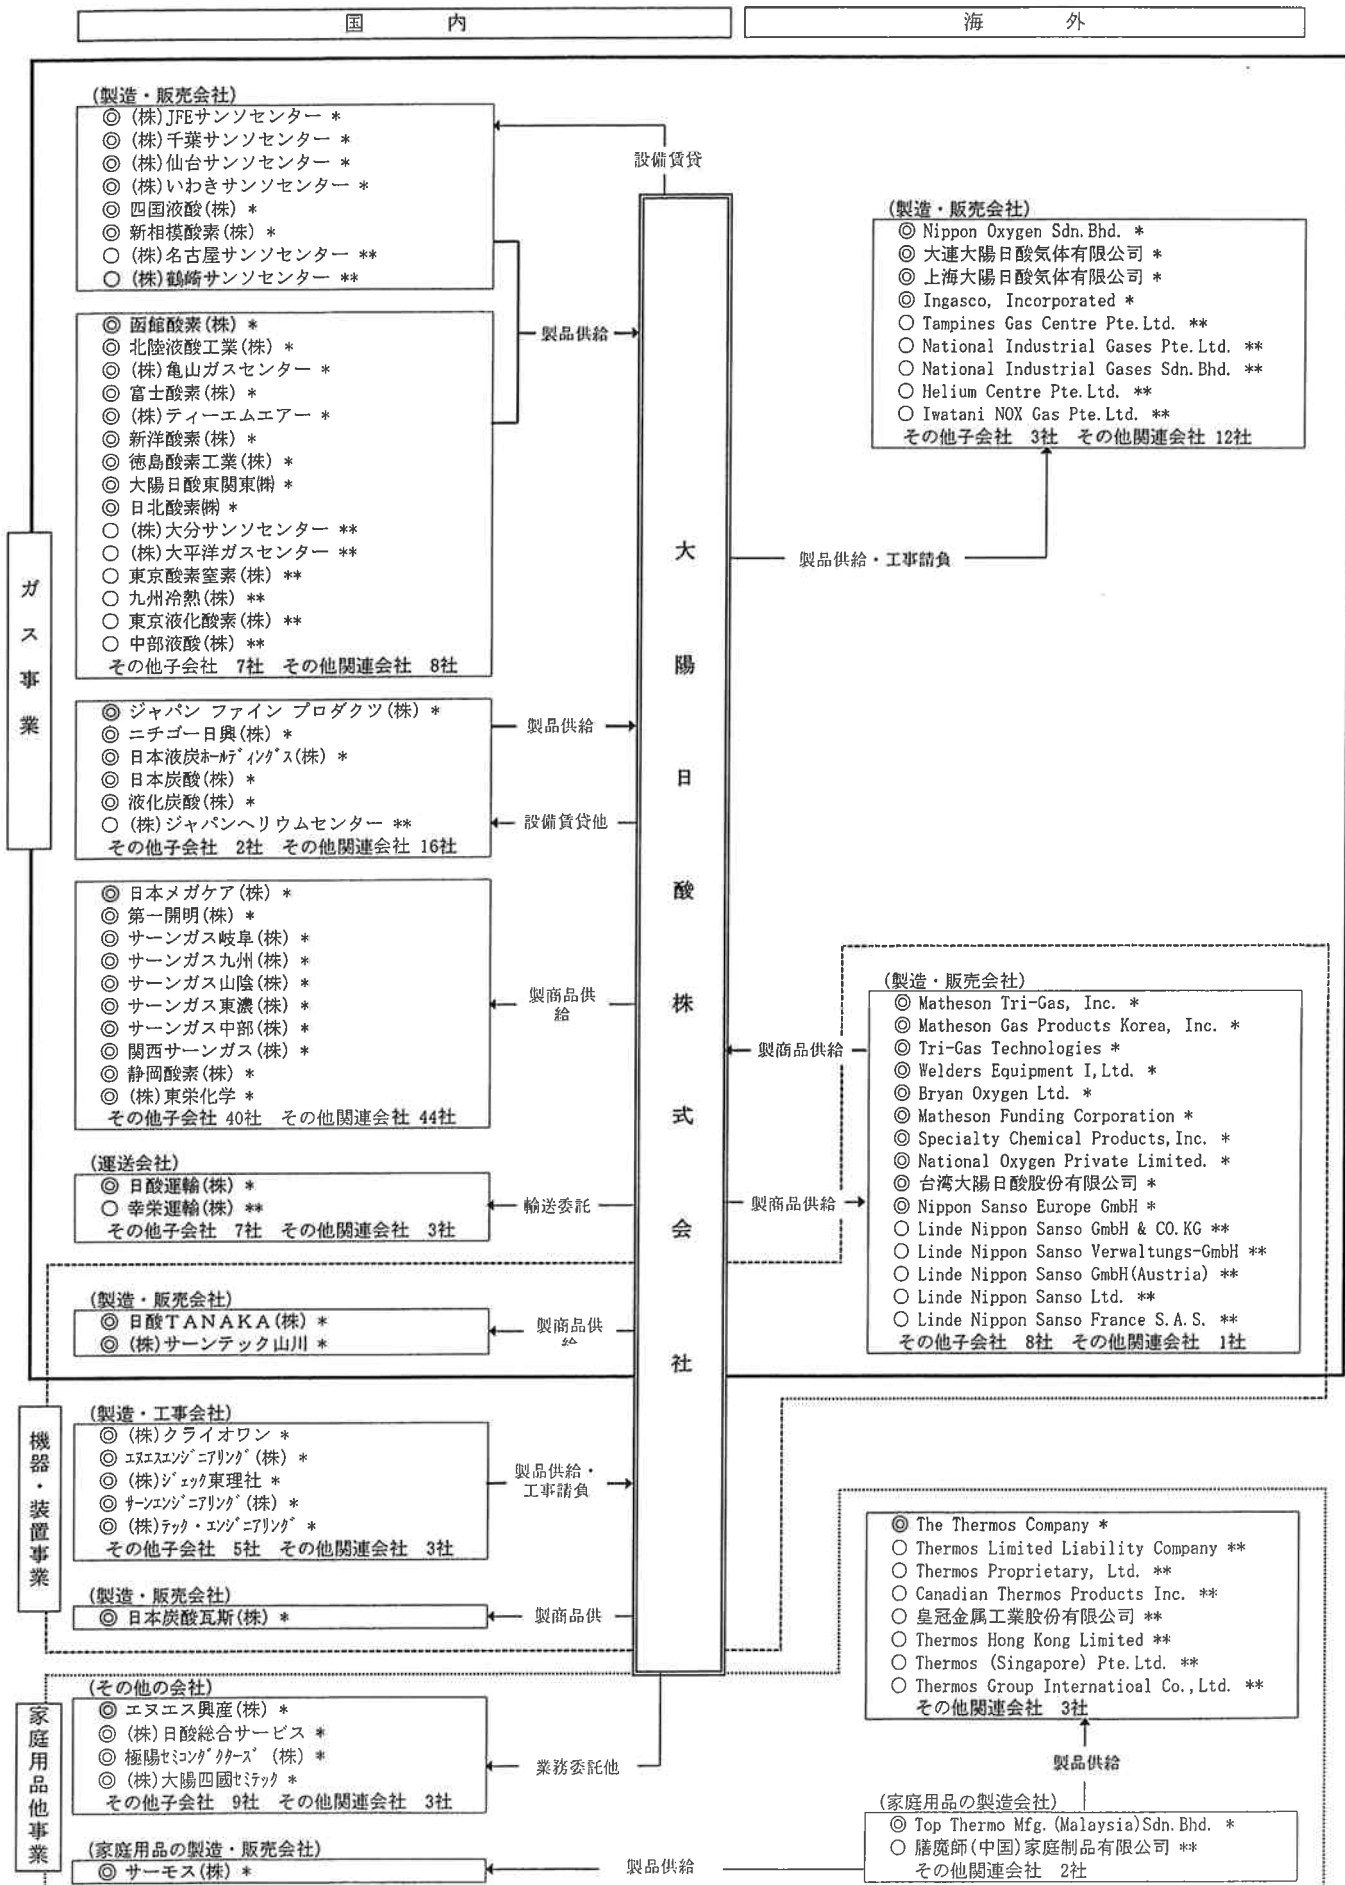 国内
海外
(製造・販売会社)
◎ (株)JFEサンソセンター *
◎ (株)千葉サンソセンター *
◎ (株)仙台サンソセンター *
◎ (株)いわきサンソセンター *
◎ 四国液酸(株) *
◎ 新相模酸素(株) *
○ (株)名古屋サンソセンター **
○ (株)鶴崎サンソセンター **
設備賃貸
◎ 函館酸素(株) *
◎ 北陸液酸工業(株) *
◎ (株)亀山ガスセンター *
◎ 富士酸素(株) *
◎ (株)ティーエムエアー *
◎ 新洋酸素(株) *
◎ 徳島酸素工業(株) *
◎ 大陽日酸東関東㈱ *
◎ 日北酸素㈱ *
○ (株)大分サンソセンター **
○ (株)大平洋ガスセンター **
○ 東京酸素窒素(株) **
○ 九州冷熱(株) **
○ 東京液化酸素(株) **
○ 中部液酸(株) **
その他子会社 7社 その他関連会社 8社
製品供給
◎ ジャパン ファイン プロダクツ(株) *
◎ ニチゴー日興(株) *
◎ 日本液炭ﾎｰﾙﾃﾞｨﾝｸﾞｽ(株) *
◎ 日本炭酸(株) *
◎ 液化炭酸(株) *
○ (株)ジャパンヘリウムセンター **
その他子会社 2社 その他関連会社 16社
製品供給
設備賃貸他
◎ 日本メガケア(株) *
◎ 第一開明(株) *
◎ サーンガス岐阜(株) *
◎ サーンガス九州(株) *
◎ サーンガス山陰(株) *
◎ サーンガス東濃(株) *
◎ サーンガス中部(株) *
◎ 関西サーンガス(株) *
◎ 静岡酸素(株) *
◎ (株)東栄化学 *
その他子会社 40社 その他関連会社 44社
製商品供
給
(運送会社)
◎ 日酸運輸(株) *
○ 幸栄運輸(株) **
その他子会社 7社 その他関連会社 3社
輸送委託
(製造・販売会社)
◎ 日酸TANAKA(株) *
◎ (株)サーンテック山川 *
製商品供
ガス事業
大陽日酸株式会社
(製造・販売会社)
◎ Nippon Oxygen Sdn.Bhd. *
◎ 大連大陽日酸気体有限公司 *
◎ 上海大陽日酸気体有限公司 *
◎ Ingasco, Incorporated *
○ Tampines Gas Centre Pte.Ltd. **
○ National Industrial Gases Pte.Ltd. **
○ National Industrial Gases Sdn.Bhd. **
○ Helium Centre Pte.Ltd. **
○ Iwatani NOX Gas Pte.Ltd. **
その他子会社 3社 その他関連会社 12社
製品供給・工事請負
(製造・販売会社)
◎ Matheson Tri-Gas, Inc. *
◎ Matheson Gas Products Korea, Inc. *
◎ Tri-Gas Technologies *
◎ Welders Equipment I,Ltd. *
◎ Bryan Oxygen Ltd. *
◎ Matheson Funding Corporation *
◎ Specialty Chemical Products,Inc. *
◎ National Oxygen Private Limited. *
◎ 台湾大陽日酸股份有限公司 *
◎ Nippon Sanso Europe GmbH *
○ Linde Nippon Sanso GmbH & CO.KG **
○ Linde Nippon Sanso Verwaltungs-GmbH **
○ Linde Nippon Sanso GmbH(Austria) **
○ Linde Nippon Sanso Ltd. **
○ Linde Nippon Sanso France S.A.S. **
その他子会社 8社 その他関連会社 1社
製商品供給
製商品供給
機器・装置事業
(製造・工事会社)
◎ (株)クライオワン *
◎ ｴﾇｴｽｴﾝｼﾞﾆｱﾘﾝｸﾞ(株) *
◎ (株)ｼﾞｪｯｸ東理社 *
◎ ｻｰﾝｴﾝｼﾞﾆｱﾘﾝｸﾞ(株) *
◎ (株)ﾃｯｸ・ｴﾝｼﾞﾆｱﾘﾝｸﾞ *
その他子会社 5社 その他関連会社 3社
製品供給・
工事請負
(製造・販売会社)
◎ 日本炭酸瓦斯(株) *
製商品供
家庭用品他事業
(その他の会社)
◎ エヌエス興産(株) *
◎ (株)日酸総合サービス *
◎ 極陽ｾﾐｺﾝﾀﾞｸﾀｰｽﾞ(株) *
◎ (株)大陽四國ｾﾐﾃｯｸ *
その他子会社 9社 その他関連会社 3社
業務委託他
(家庭用品の製造・販売会社)
◎ サーモス(株) *
製品供給
◎ The Thermos Company *
○ Thermos Limited Liability Company **
○ Thermos Proprietary, Ltd. **
○ Canadian Thermos Products Inc. **
○ 皇冠金属工業股份有限公司 **
○ Thermos Hong Kong Limited **
○ Thermos (Singapore) Pte.Ltd. **
○ Thermos Group Internatioal Co.,Ltd. **
その他関連会社 3社
製品供給
(家庭用品の製造会社)
◎ Top Thermo Mfg.(Malaysia)Sdn.Bhd. *
○ 膳魔師(中国)家庭制品有限公司 **
その他関連会社 2社